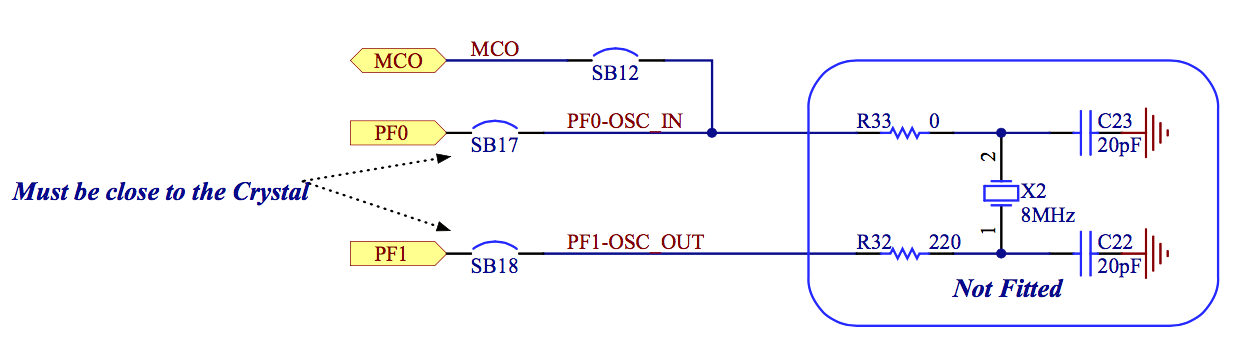 MCO MCO
SB12
PF0 PF0-OSC_IN R33 0 C23
SB17 20pF
2
Must be close to the Crystal X2
8MHz
1
PF1 PF1-OSC_OUT R32 220 C22
SB18 20pF
Not Fitted